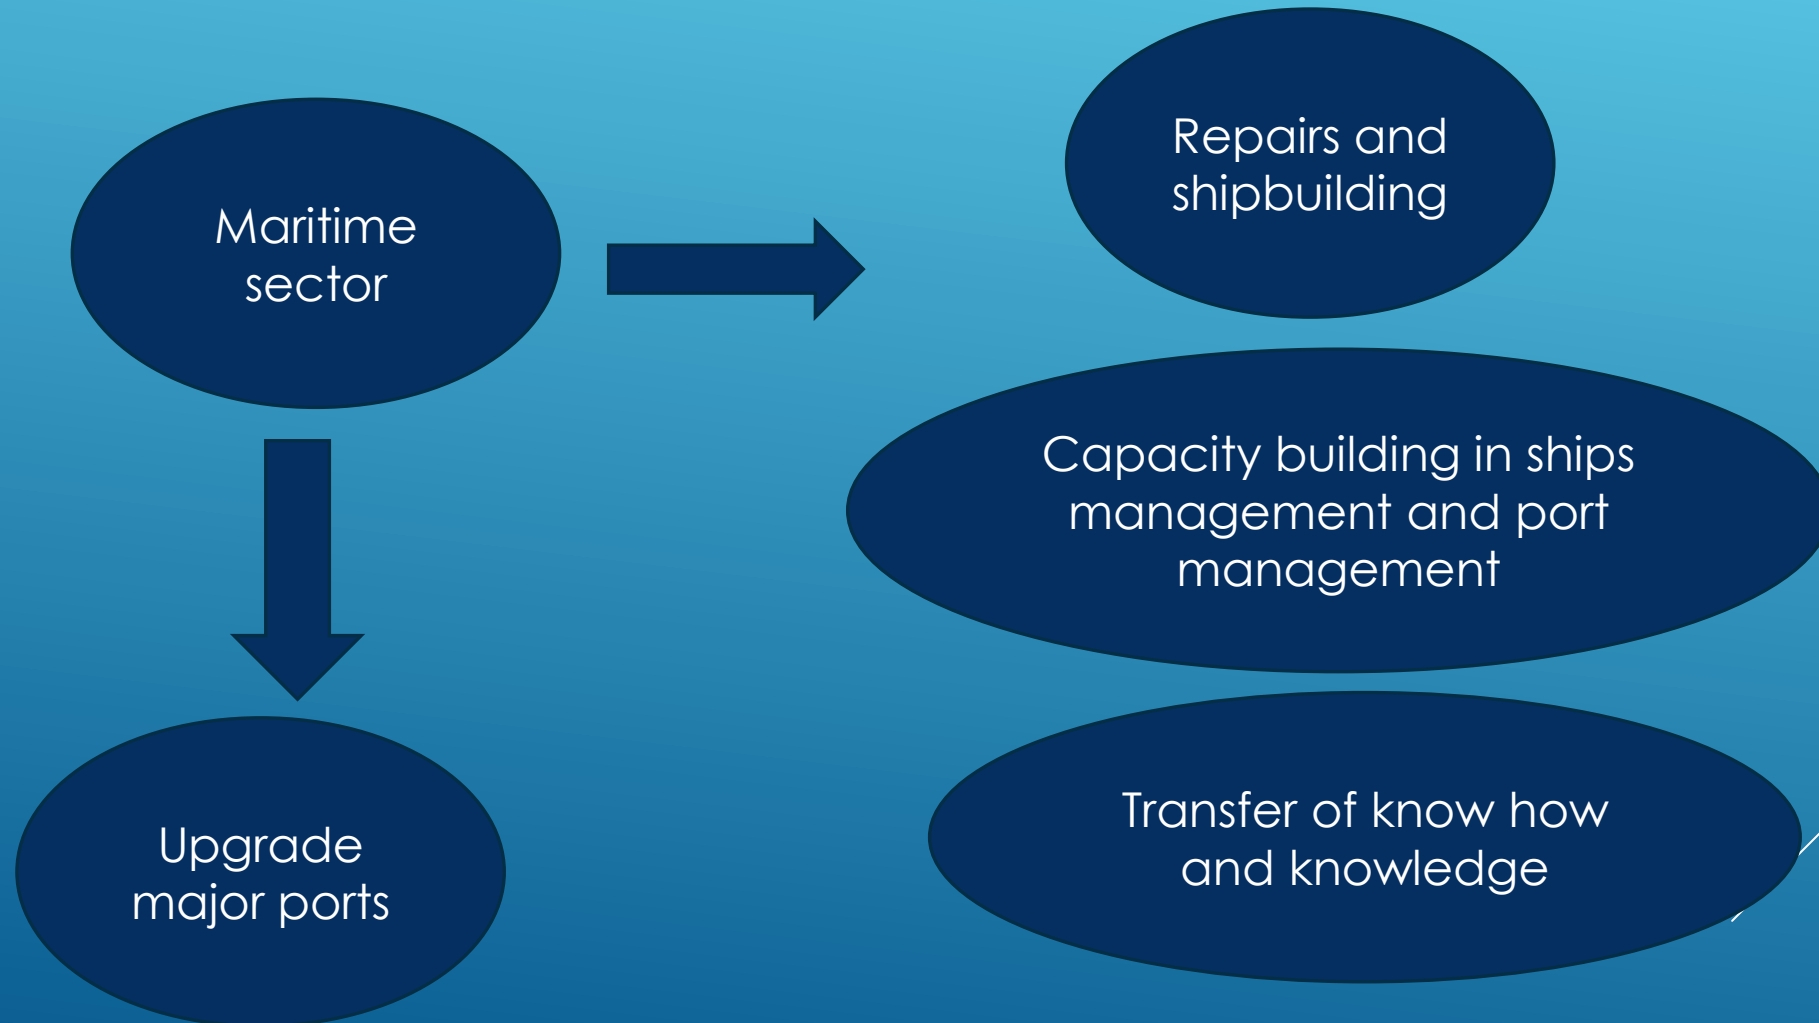 Maritime
sector
Repairs and
shipbuilding
Capacity building in ships
management and port
management
Upgrade
major ports
Transfer of know how
and knowledge